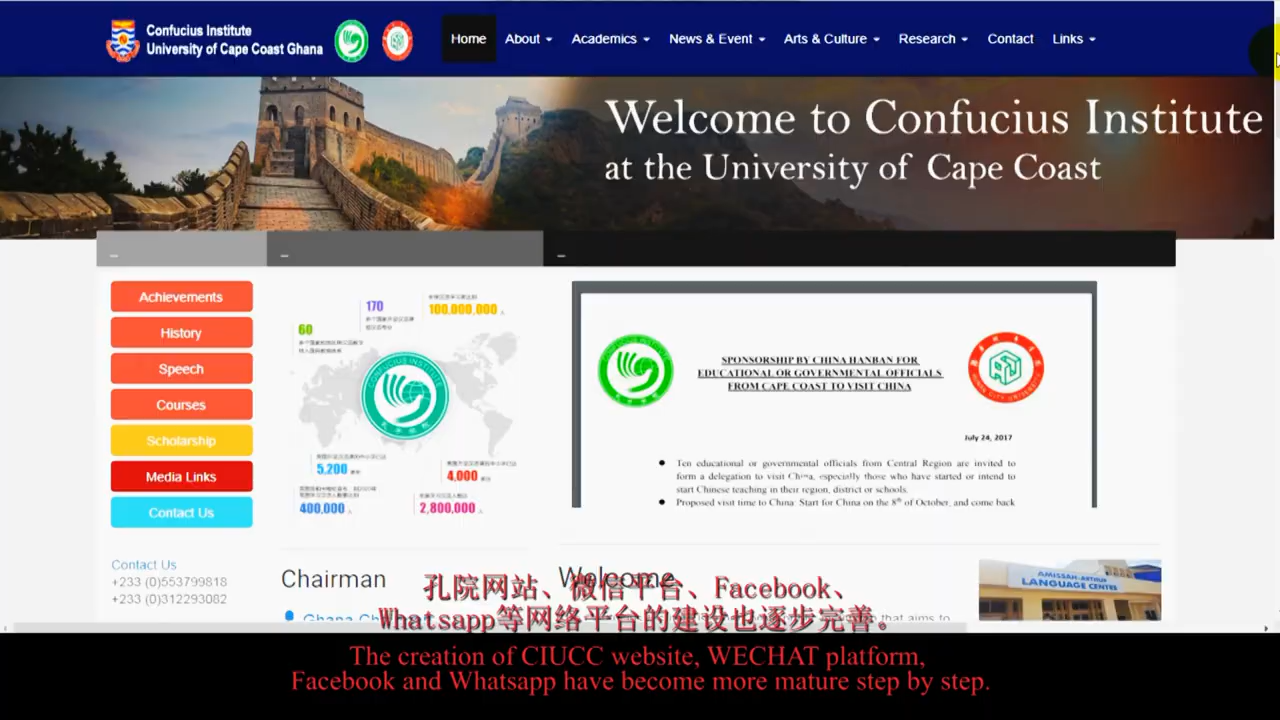 Confucius Institute
University of Cape Coast Ghana
Home
About
Academics
News & Event
Arts & Culture
Research
Contact
Links
Welcome to Confucius Institute
at the University of Cape Coast
Achievements
History
Speech
Courses
Scholarship
Media Links
Contact Us
Contact Us
+233 (0)553799818
+233 (0)312293082
170
100,000,000
60
CONFUCIUS INSTITUTE
5,200
4,000
400,000
2,800,000
Chairman
SPONSORSHIP BY CHINA HANBAN FOR
EDUCATIONAL OR GOVERNMENTAL OFFICIALS
FROM CAPE COAST TO VISIT CHINA
July 24, 2017
Ten educational or governmental officials from Central Region are invited to
form a delegation to visit China, especially those who have started or intend to
start Chinese teaching in their region, district or schools.
Proposed visit time to China: Start for China on the 8th of October, and come back
Welcome
that aims to
AMISSAH-ARTHUR
LANGUAGE CENTRE
孔院网站、微信平台、Facebook、
Whatsapp等网络平台的建设也逐步完善。
The creation of CIUCC website, WECHAT platform,
Facebook and Whatsapp have become more mature step by step.